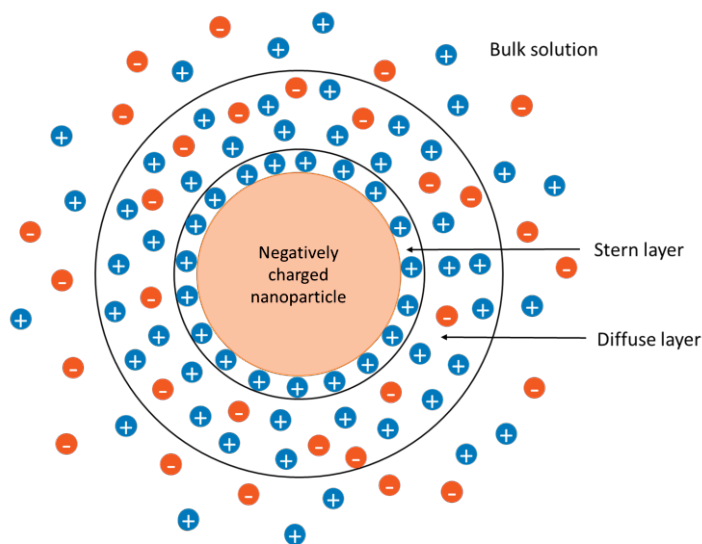 Bulk solution
Negatively
charged
nanoparticle
Stern layer
Diffuse layer